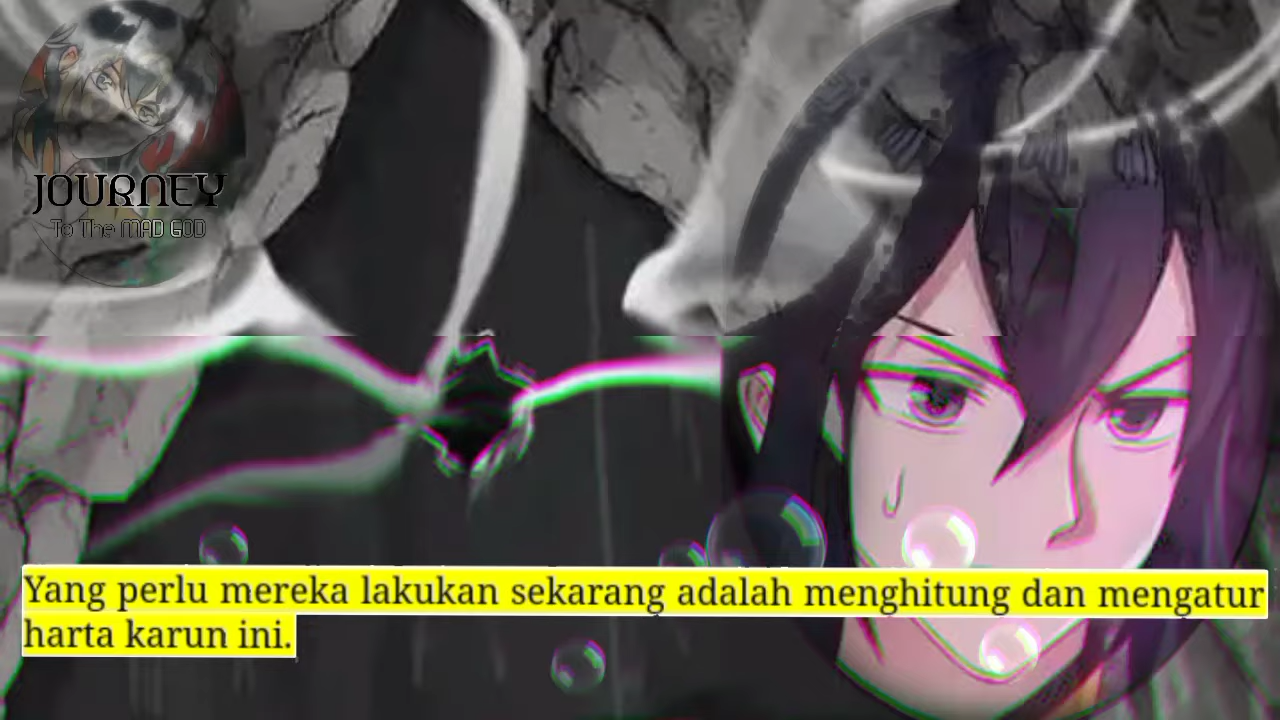 JOURNEY
To The MAD GOD
Yang perlu mereka lakukan sekarang adalah menghitung dan mengatur
harta karun ini.